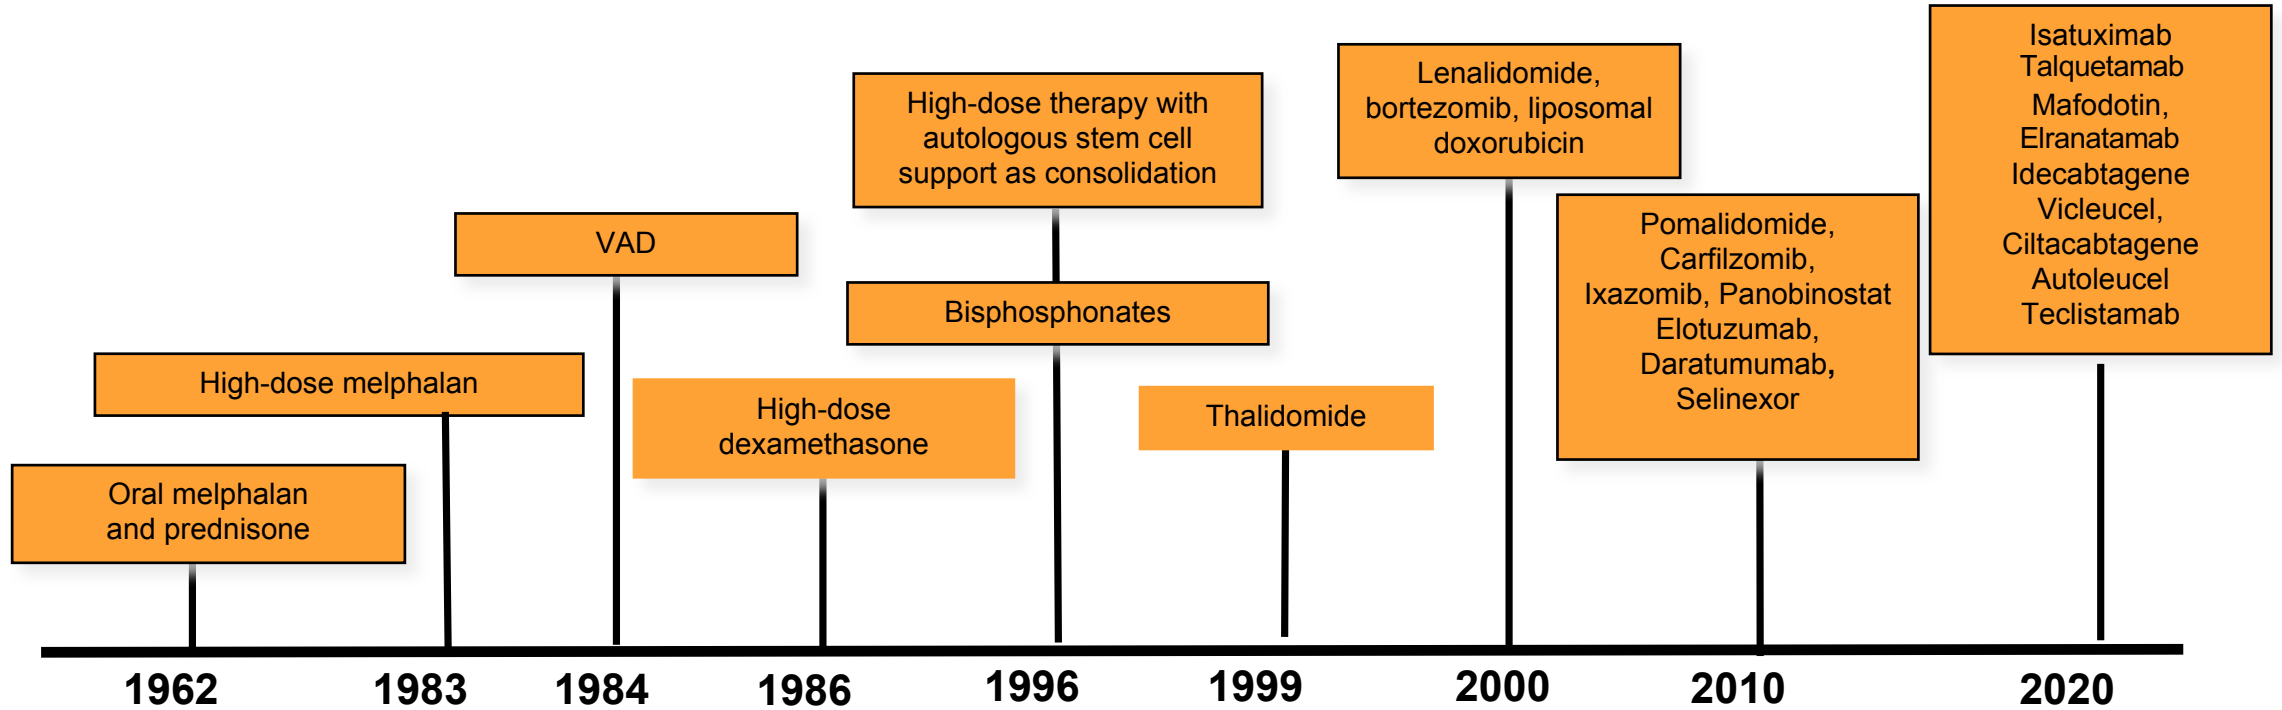 Oral melphalan
and prednisone
High-dose melphalan
VAD
High-dose
dexamethasone
High-dose therapy with
autologous stem cell
support as consolidation
Bisphosphonates
Thalidomide
Lenalidomide,
bortezomib, liposomal
doxorubicin
Pomalidomide,
Carfilzomib,
Ixazomib, Panobinostat
Elotuzumab,
Daratumumab,
Selinexor
Isatuximab
Talquetamab
Mafodotin,
Elranatamab
Idecabtagene
Vicleucel,
Ciltacabtagene
Autoleucel
Teclistamab
1962
1983
1984
1986
1996
1999
2000
2010
2020